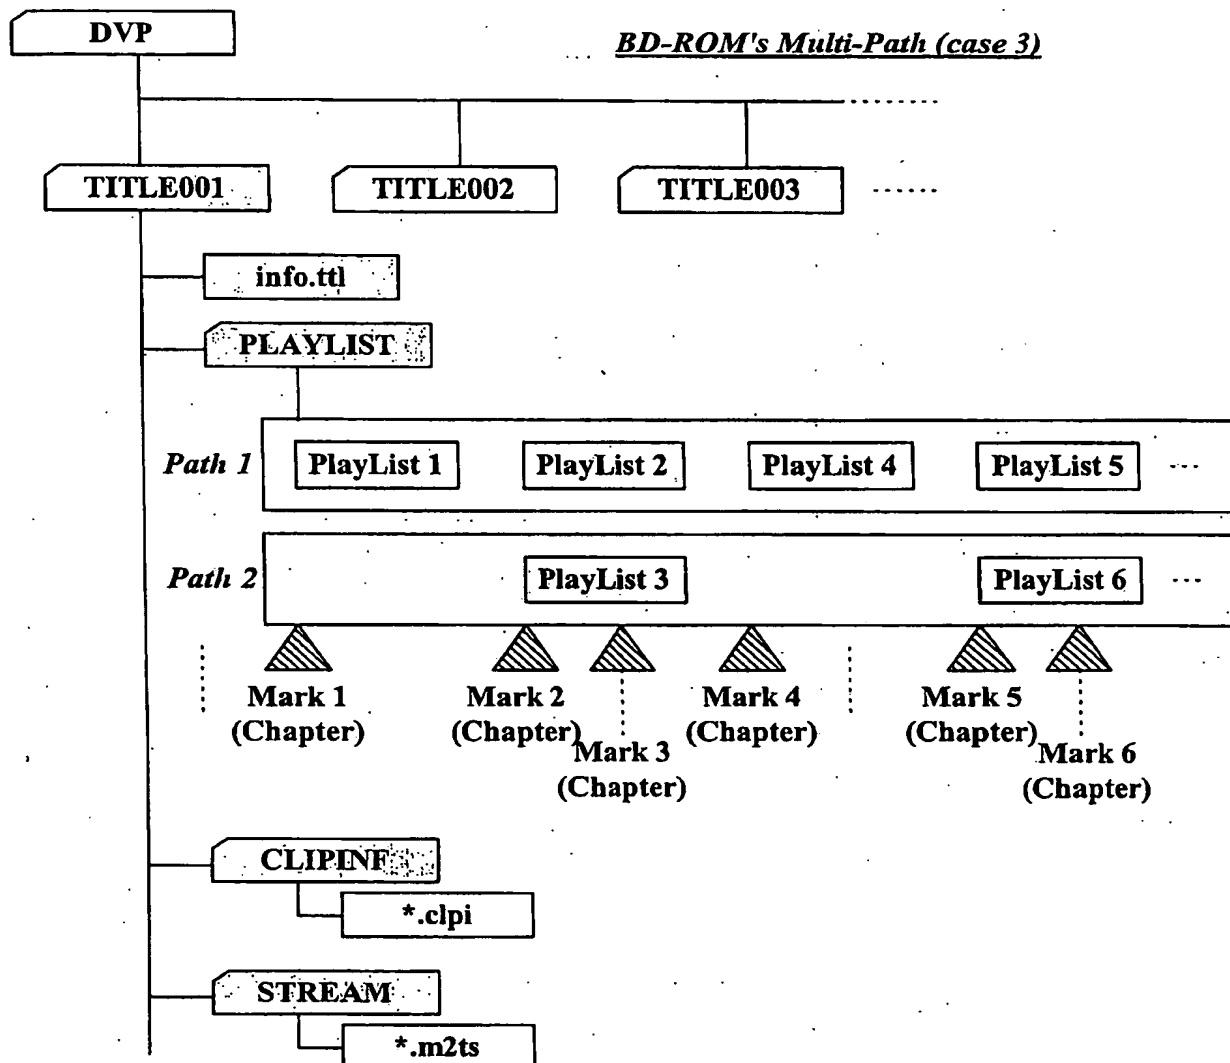 DVP
BD-ROM's Multi-Path (case 3)
TITLE001
TITLE002
TITLE003
info.ttl
PLAYLIST
Path 1
PlayList 1
PlayList 2
PlayList 4
PlayList 5
Path 2
PlayList 3
PlayList 6
Mark 1
(Chapter)
Mark 2
(Chapter)
Mark 3
(Chapter)
Mark 4
(Chapter)
Mark 5
(Chapter)
Mark 6
(Chapter)
CLIPINF
*.clpi
STREAM
*.m2ts